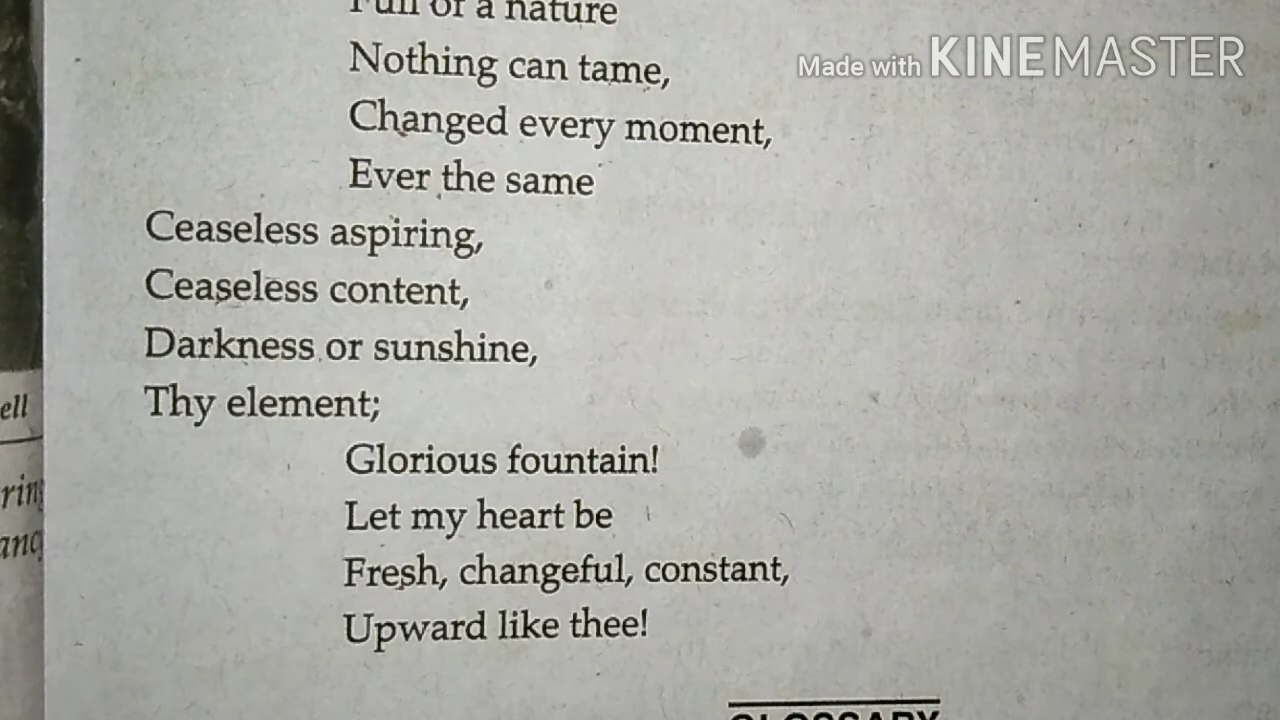 Full of a nature
Nothing can tame,
Changed every moment,
Ever the same
Ceaseless aspiring,
Ceaseless content,
Darkness or sunshine,
Thy element;
Glorious fountain!
Let my heart be
Fresh, changeful, constant,
Upward like thee!
GLOSSARY
Made with KINEMASTER
ell